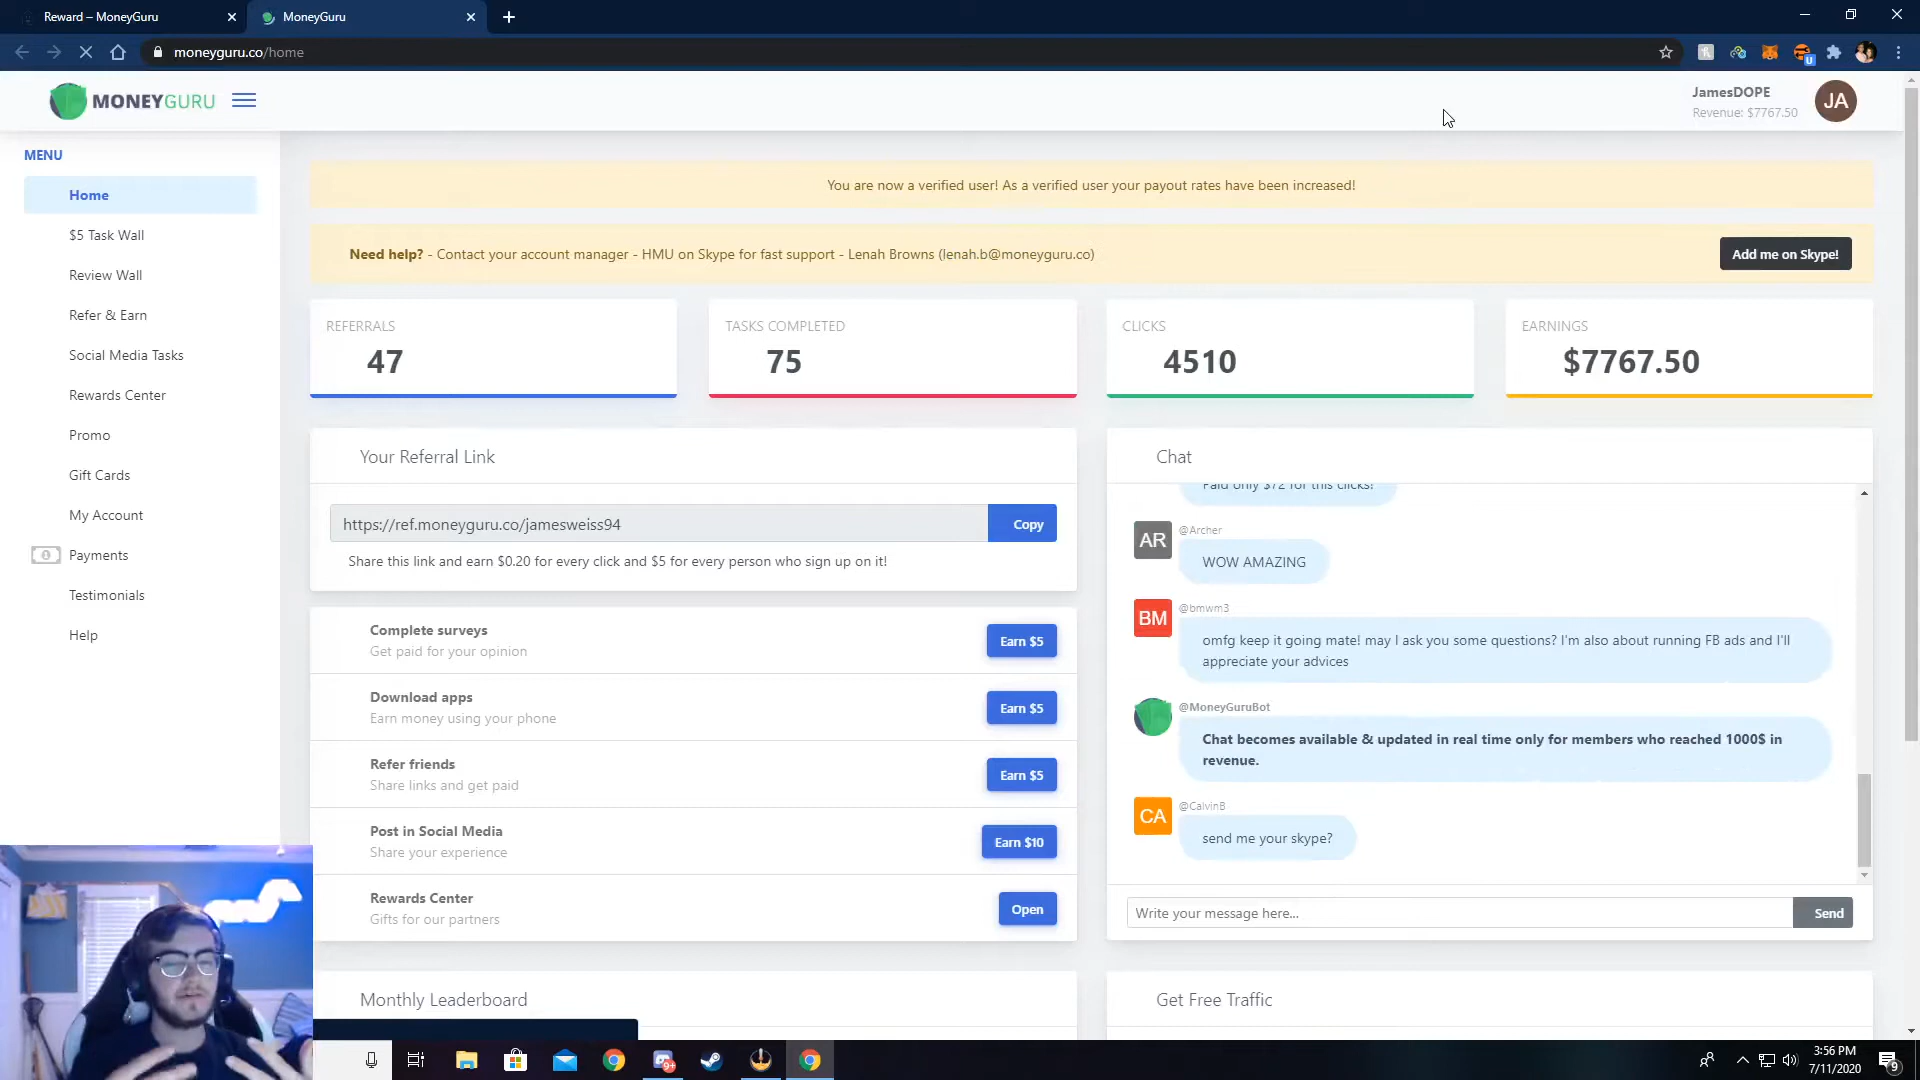 Reward – MoneyGuru
MoneyGuru
moneyguru.co/home
MONEYGURU
JamesDOPE
Revenue: $7767.50
JA
MENU
Home
$5 Task Wall
Review Wall
Refer & Earn
Social Media Tasks
Rewards Center
Promo
Gift Cards
My Account
Payments
Testimonials
Help
You are now a verified user! As a verified user your payout rates have been increased!
Need help? - Contact your account manager - HMU on Skype for fast support - Lenah Browns (lenah.b@moneyguru.co)
Add me on Skype!
REFERRALS
47
TASKS COMPLETED
75
CLICKS
4510
EARNINGS
$7767.50
Your Referral Link
https://ref.moneyguru.co/jamesweiss94
Copy
Share this link and earn $0.20 for every click and $5 for every person who sign up on it!
Complete surveys
Get paid for your opinion
Earn $5
Download apps
Earn money using your phone
Earn $5
Refer friends
Share links and get paid
Earn $5
Post in Social Media
Share your experience
Earn $10
Rewards Center
Gifts for our partners
Open
Monthly Leaderboard
Chat
Paid only $72 for this clicks!
AR
@Archer
WOW AMAZING
BM
@bmwm3
omfg keep it going mate! may I ask you some questions? I'm also about running FB ads and I'll
appreciate your advices
@MoneyGuruBot
Chat becomes available & updated in real time only for members who reached 1000$ in
revenue.
CA
@CalvinB
send me your skype?
Write your message here...
Send
Get Free Traffic
9+
3:56 PM
7/11/2020
9